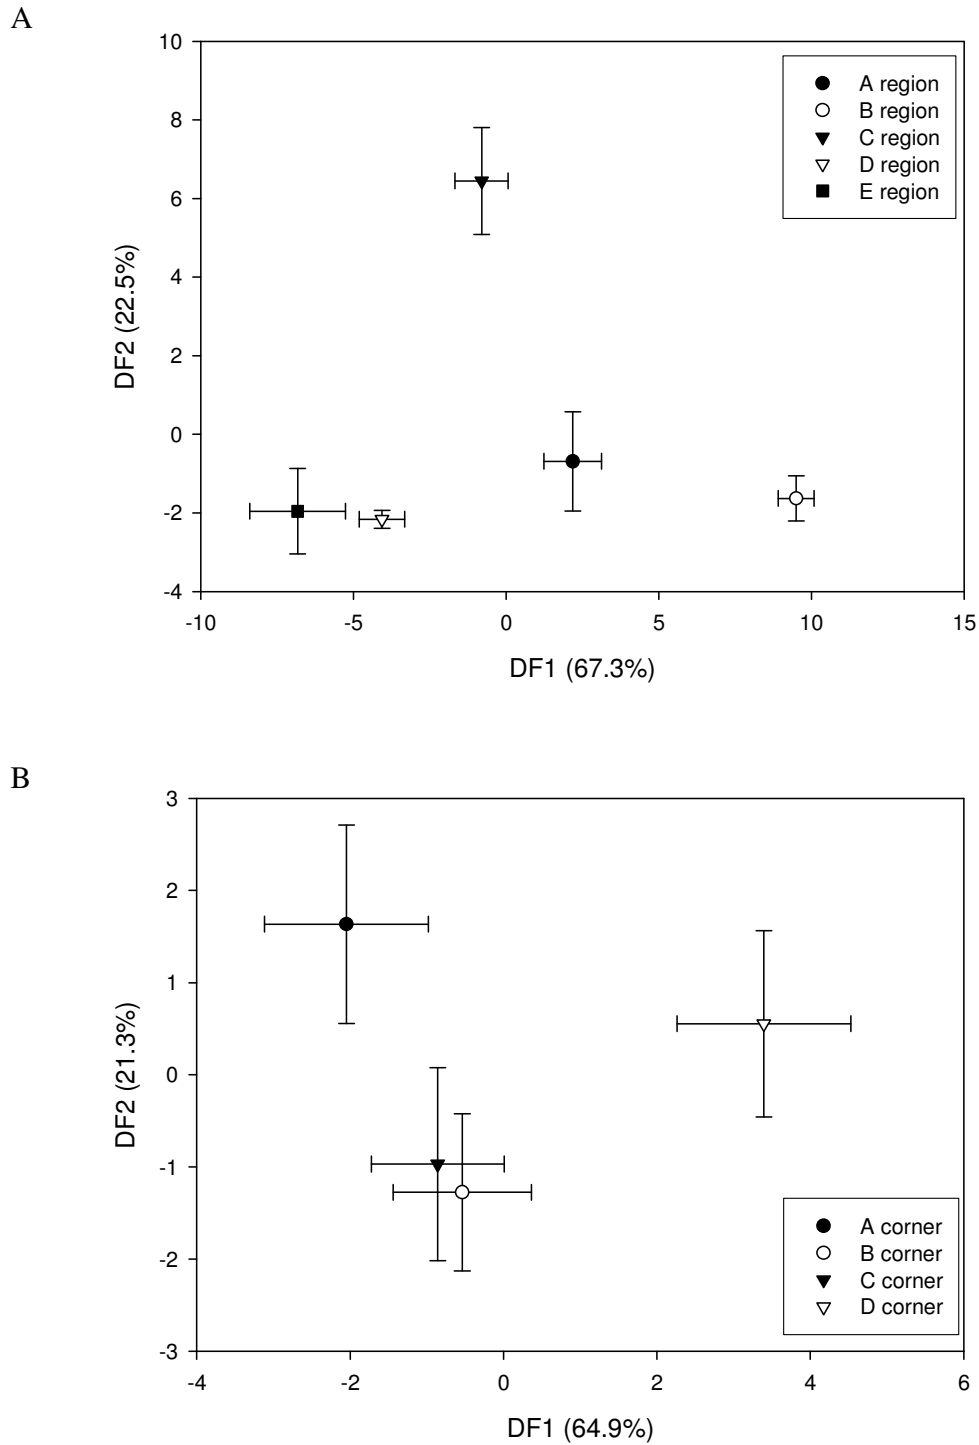 A
10
8
6
4
2
0
-2
-4
DF2 (22.5%)
A region
B region
C region
D region
E region
-10 -5 0 5 10 15
DF1 (67.3%)
B
3
2
1
0
-1
-2
-3
DF2 (21.3%)
A corner
B corner
C corner
D corner
-4 -2 0 2 4 6
DF1 (64.9%)